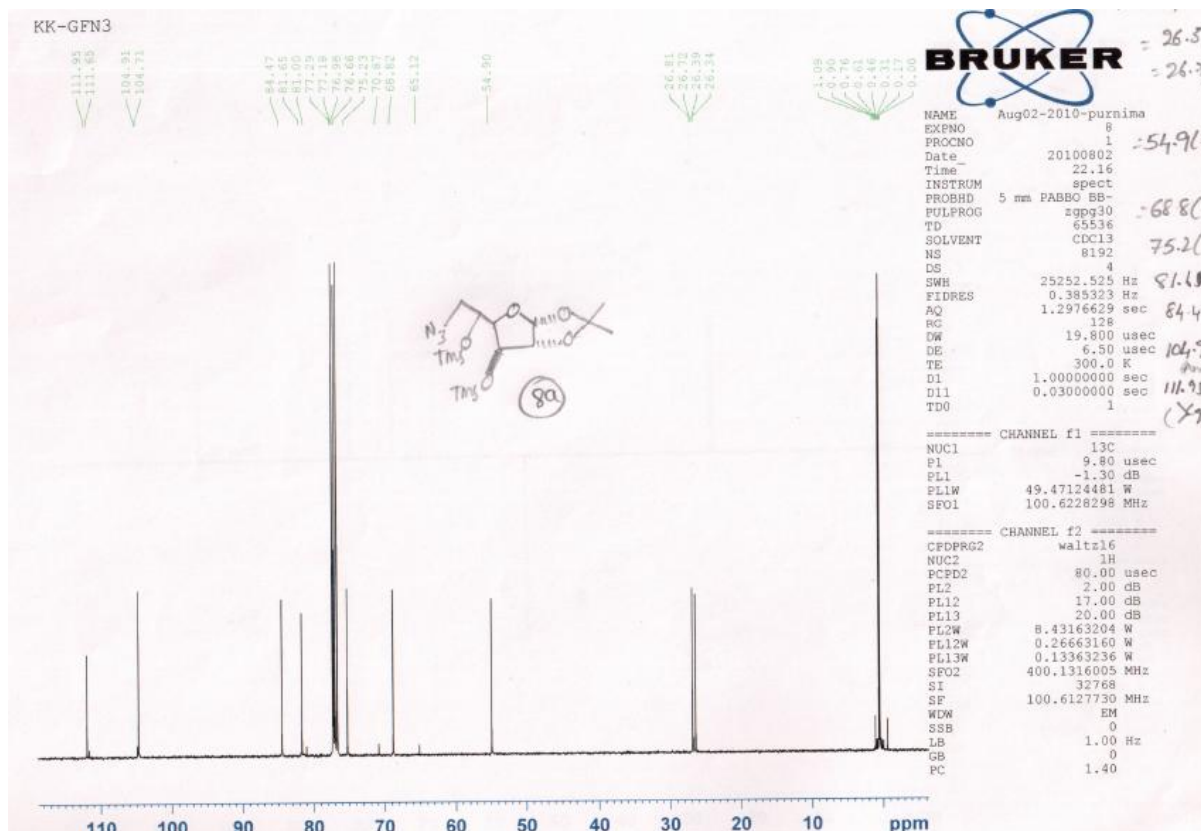 KK-GFN3
111.95
111.65
104.91
104.71
84.47
81.65
81.00
77.29
77.18
76.98
76.66
75.23
70.87
68.82
65.12
54.90
26.81
26.72
26.39
26.34
1.09
0.90
0.76
0.61
0.46
0.31
0.27
0.06
BRUKER
NAME Aug02-2010-purnima
EXPNO 8
PROCNO 1
Date_ 20100802
Time 22.16
INSTRUM spect
PROBHD 5 mm PABBO BB-
PULPROG zgpg30
TD 65536
SOLVENT CDCl3
NS 8192
DS 4
SWH 25252.525 Hz
FIDRES 0.385323 Hz
AQ 1.2976629 sec
RG 128
DW 19.800 usec
DE 6.50 usec
TE 300.0 K
D1 1.00000000 sec
D11 0.03000000 sec
TD0 1
======== CHANNEL f1 ========
NUC1 13C
P1 9.80 usec
PL1 -1.30 dB
PL1W 49.47124481 W
SFO1 100.6228298 MHz
======== CHANNEL f2 ========
CPDPRG2 waltz16
NUC2 1H
PCPD2 80.00 usec
PL2 2.00 dB
PL12 17.00 dB
PL13 20.00 dB
PL2W 8.43163204 W
PL12W 0.26663160 W
PL13W 0.13363236 W
SFO2 400.1316005 MHz
SI 32768
SF 100.6127730 MHz
WDW EM
SSB 0
LB 1.00 Hz
GB 0
PC 1.40
= 26.3
= 26.7
:54.9(
:68.8(
75.2(
84.4
104.9
111.95
N3
O
O
O
O
TMS
TMS
O
8a
110 100 90 80 70 60 50 40 30 20 10 ppm